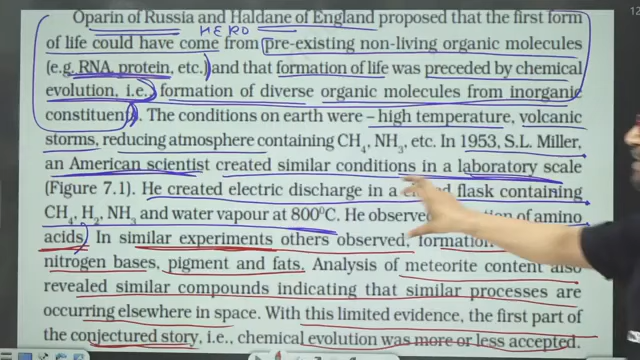 Oparin of Russia and Haldane of England proposed that the first form
HERO
of life could have come from pre-existing non-living organic molecules
(e.g. RNA, protein, etc.) and that formation of life was preceded by chemical
evolution, i.e., formation of diverse organic molecules from inorganic
constituents. The conditions on earth were – high temperature, volcanic
storms, reducing atmosphere containing CH₄, NH₃, etc. In 1953, S.L. Miller,
an American scientist created similar conditions in a laboratory scale
(Figure 7.1). He created electric discharge in a flask containing
CH₄, H₂, NH₃ and water vapour at 800⁰C. He observed of amino
acids. In similar experiments others observed, formation
nitrogen bases, pigment and fats. Analysis of meteorite content also
revealed similar compounds indicating that similar processes are
occurring elsewhere in space. With this limited evidence, the first part of
the conjectured story, i.e., chemical evolution was more or less accepted.